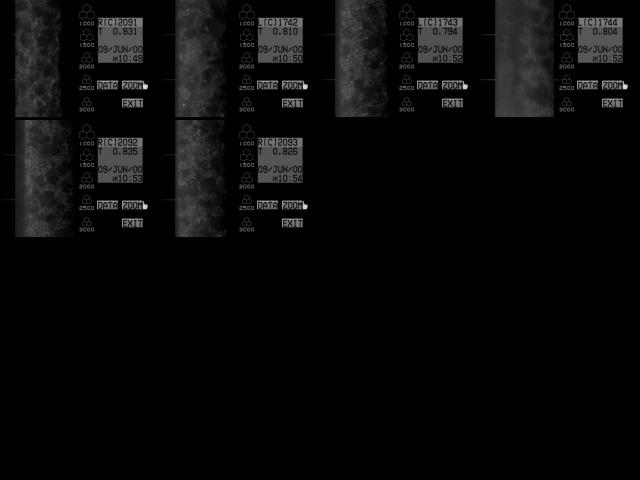 1000
R(C)2091
T 0.831
1500
09/JUN/00
10:48
2000
2500
DATA ZOOM
3000
EXIT
1000
L(C)1742
T 0.810
1500
09/JUN/00
10:50
2000
2500
DATA ZOOM
3000
EXIT
1000
L(C)1743
T 0.794
1500
09/JUN/00
10:52
2000
2500
DATA ZOOM
3000
EXIT
1000
L(C)1744
T 0.804
1500
09/JUN/00
10:52
2000
2500
DATA ZOOM
3000
EXIT
1000
R(C)2092
T 0.835
1500
09/JUN/00
10:53
2000
2500
DATA ZOOM
3000
EXIT
1000
R(C)2093
T 0.826
1500
09/JUN/00
10:54
2000
2500
DATA ZOOM
3000
EXIT